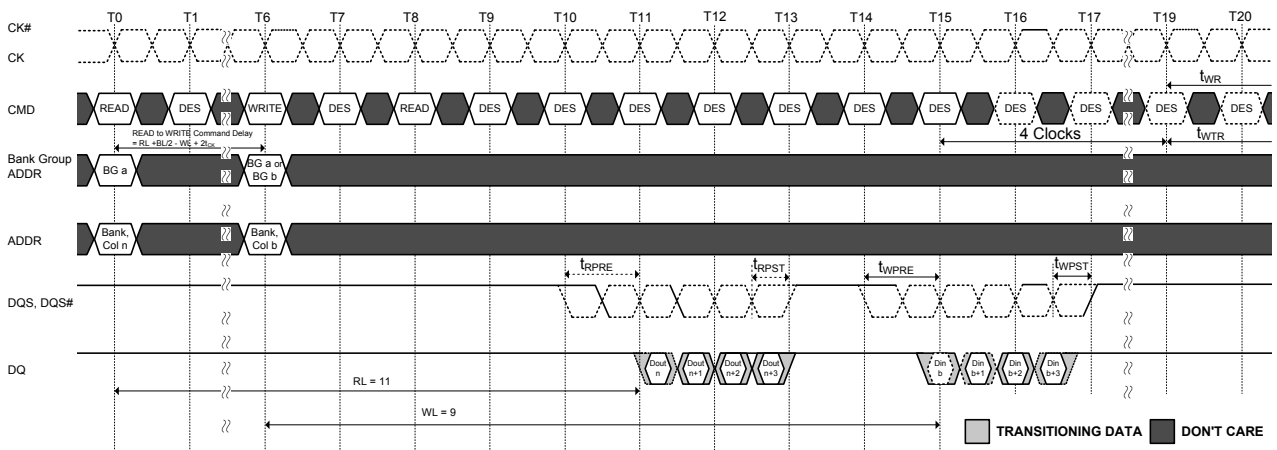 T0 T1 T6 T7 T8 T9 T10 T11 T12 T13 T14 T15 T16 T17 T19 T20
CK#
CK
tWR
CMD READ DES WRITE DES READ DES DES DES DES DES DES DES DES DES DES DES
READ to WRITE Command Delay
= RL +BL/2 - WL + 2tCK
4 Clocks
tWTR
Bank Group
ADDR
BG a
BG a or
BG b
ADDR
Bank,
Col n
Bank,
Col b
tRPRE tRPST tWPRE tWPST
DQS, DQS#
DQ
Dout
n
Dout
n+1
Dout
n+2
Dout
n+3
Din
b
Din
b+1
Din
b+2
Din
b+3
RL = 11
WL = 9
TRANSITIONING DATA DON'T CARE